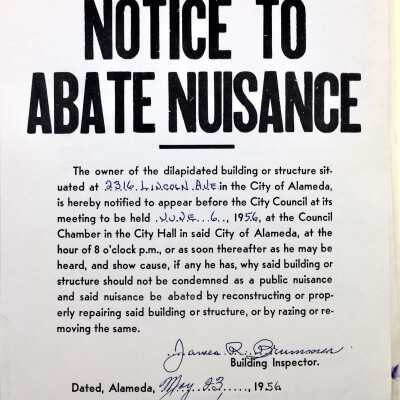 NOTICE TO
ABATE NUISANCE
The owner of the dilapidated building or structure sit-
uated at 2316 LINCOLN AVE in the City of Alameda,
is hereby notified to appear before the City Council at its
meeting to be held JUNE 6, 1956, at the Council
Chamber in the City Hall in said City of Alameda, at the
hour of 8 o'clock p.m., or as soon thereafter as he may be
heard, and show cause, if any he has, why said building or
structure should not be condemned as a public nuisance
and said nuisance be abated by reconstructing or prop-
erly repairing said building or structure, or by razing or re-
moving the same.
James R. Brummer
Building Inspector.
Dated, Alameda, May 23, 1956